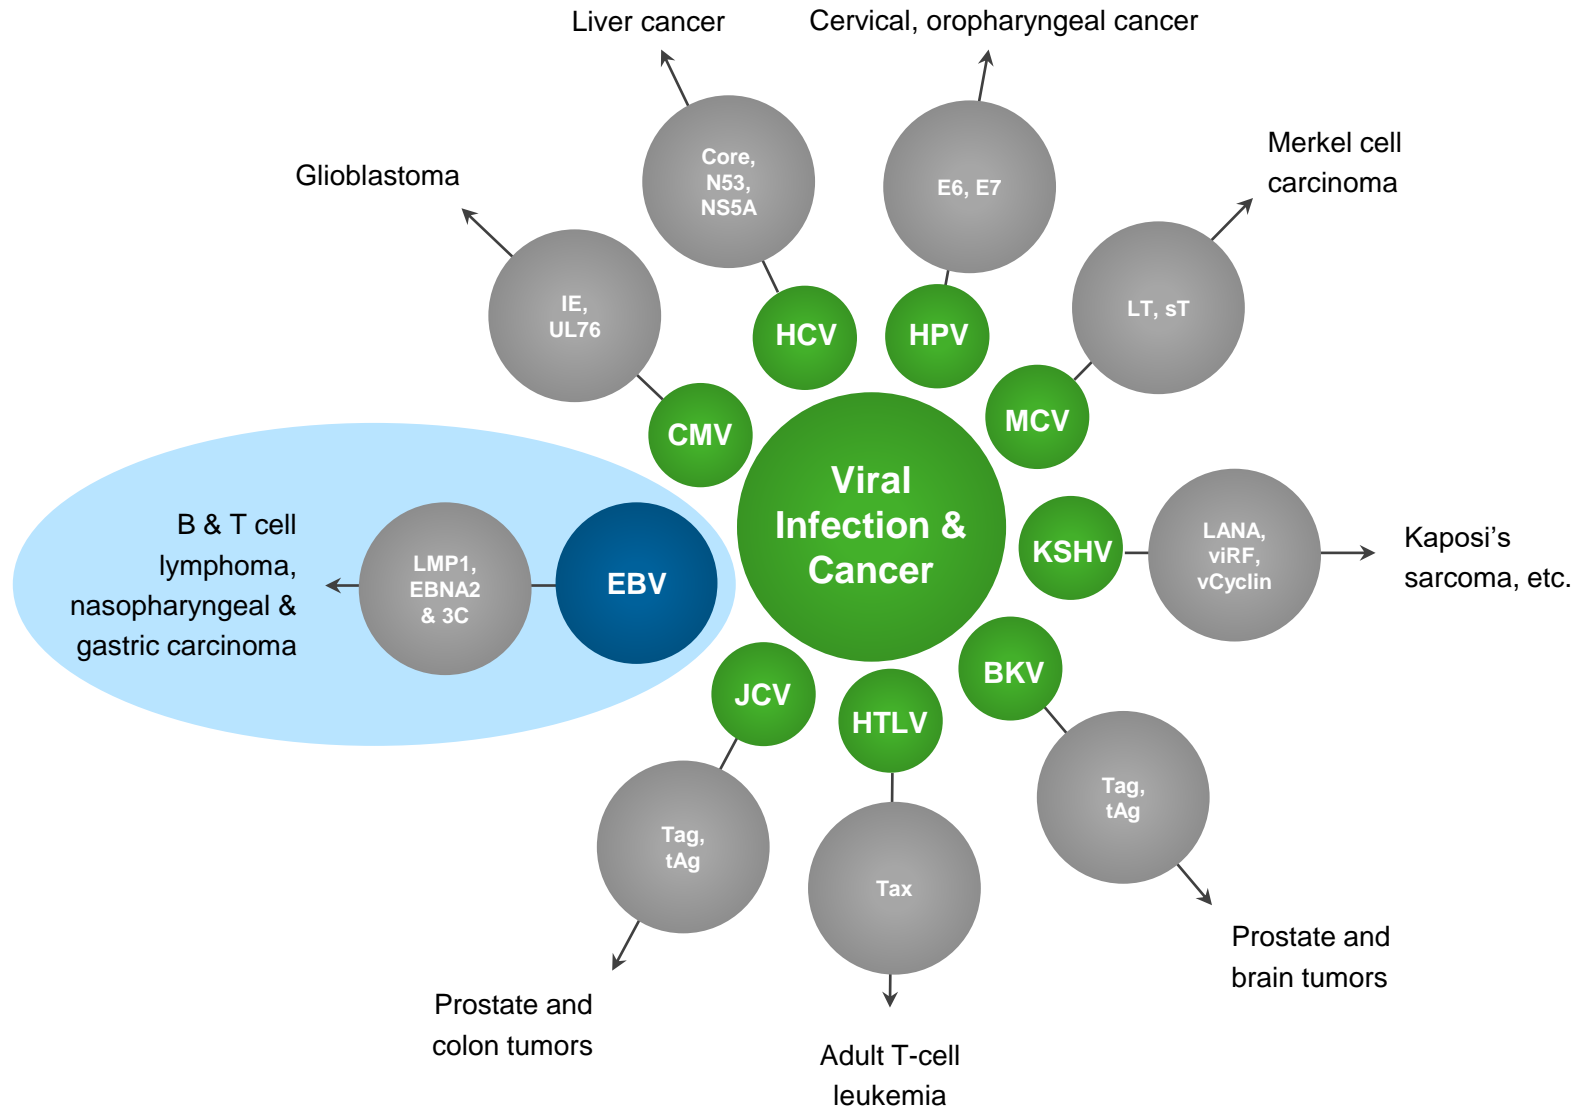 Liver cancer
Cervical, oropharyngeal cancer
Glioblastoma
Core,
N53,
NS5A
E6, E7
Merkel cell
carcinoma
IE,
UL76
HCV
HPV
LT, sT
CMV
MCV
Viral
Infection &
Cancer
B & T cell
lymphoma,
nasopharyngeal &
gastric carcinoma
LMP1,
EBNA2
& 3C
EBV
KSHV
LANA,
viRF,
vCyclin
Kaposi’s
sarcoma, etc.
JCV
HTLV
BKV
Tag,
tAg
Tax
Tag,
tAg
Prostate and
colon tumors
Adult T-cell
leukemia
Prostate and
brain tumors